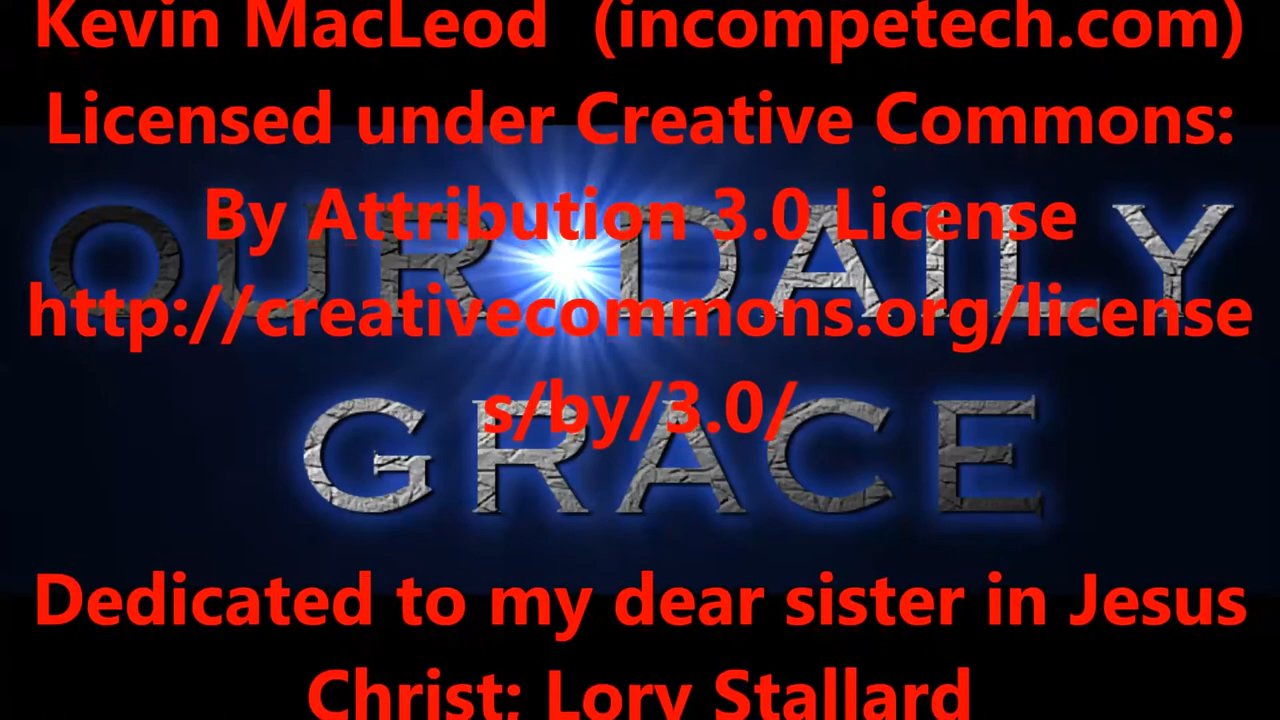 Kevin MacLeod (incompetech.com)
Licensed under Creative Commons:
By Attribution 3.0 License
OUR DAILY
http://creativecommons.org/license
s/by/3.0/
GRACE
Dedicated to my dear sister in Jesus
Christ; Lory Stallard